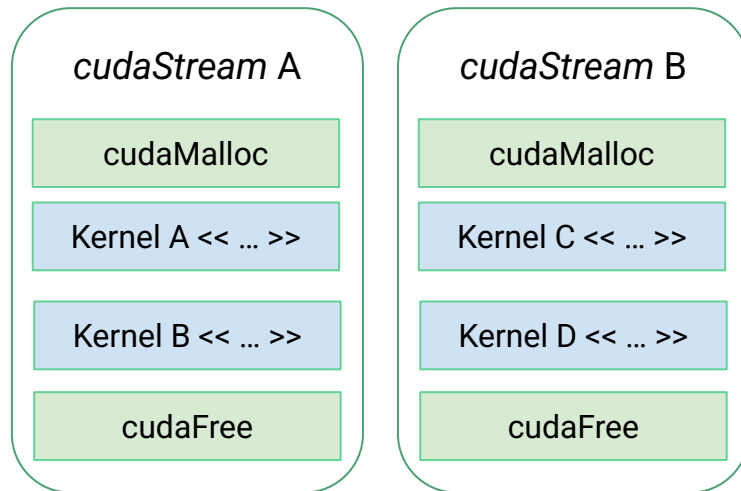 cudaStream A
cudaMalloc
Kernel A << … >>
Kernel B << … >>
cudaFree
cudaStream B
cudaMalloc
Kernel C << … >>
Kernel D << … >>
cudaFree